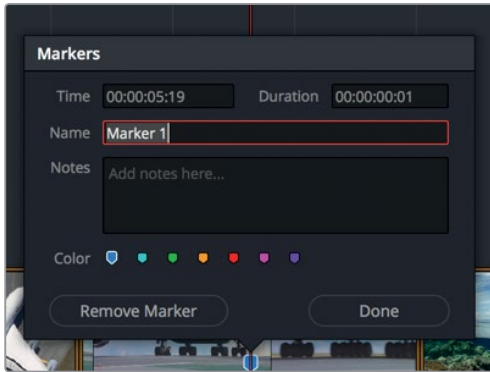 Markers
Time 00:00:05:19 Duration 00:00:00:01
Name Marker 1
Notes Add notes here...
Color
Remove Marker Done